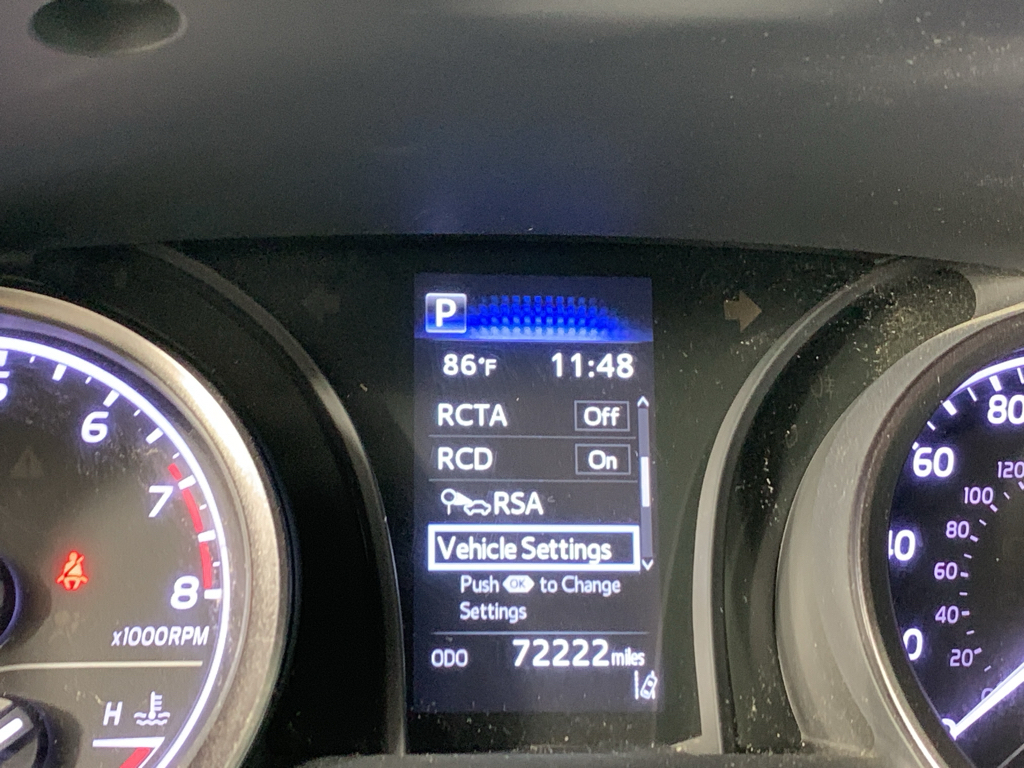 P
86°F 11:48
RCTA Off
RCD On
RSA
Vehicle Settings
Push OK to Change
Settings
ODO 72222 miles
6
7
8
x1000RPM
H
80
60
120
100
80
60
40
20
0